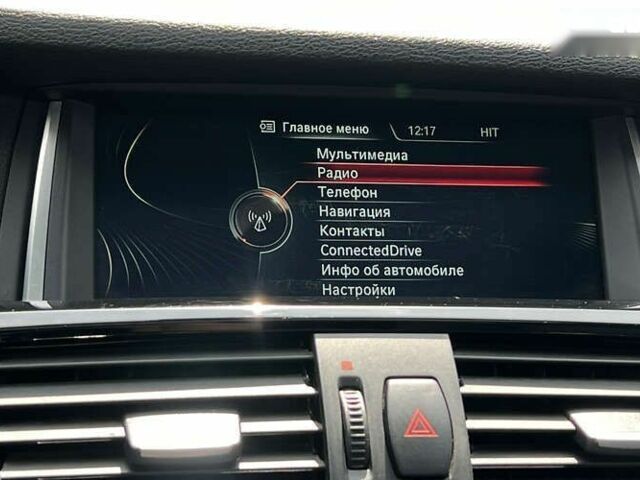 Главное меню 12:17 HIT
Мультимедиа
Радио
Телефон
Навигация
Контакты
ConnectedDrive
Инфо об автомобиле
Настройки